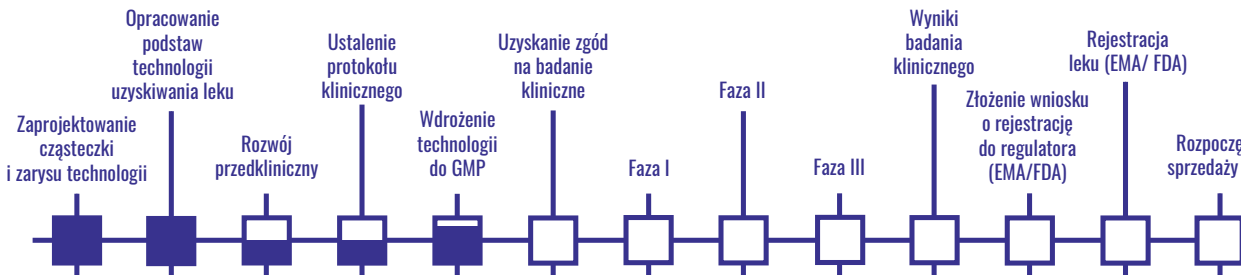 Zaprojektowanie
cząsteczki
i zarysu technologii
Opracowanie
podstaw
technologii
uzyskiwania leku
Rozwój
przedkliniczny
Ustalenie
protokołu
klinicznego
Wdrożenie
technologii
do GMP
Uzyskanie zgód
na badanie
kliniczne
Faza I
Faza II
Faza III
Wyniki
badania
klinicznego
Złożenie wniosku
o rejestrację
do regulatora
(EMA/FDA)
Rejestracja
leku (EMA/ FDA)
Rozpoczę
sprzedaży